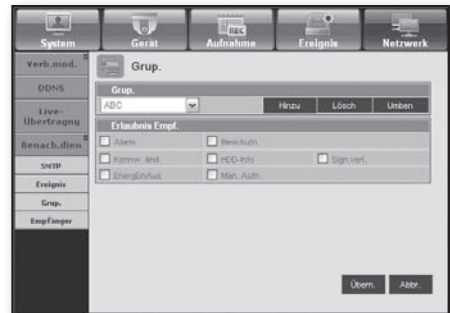 REC
System Gerät Aufnahme Ereignis Netzwerk
Verb.mod.
DDNS
Live-
Übertragng
Benach.dien
SMTP
Ereignis
Grup.
Empfänger
Grup.
Grup.
ABC Hinzu Lösch Umben
Erlaubnis Empf.
Alarm Bew.Aufn
Kennw. änd. HDD-Info Sign.verl.
EnergEin/Aus Man. Aufn.
Übern. Abbr.